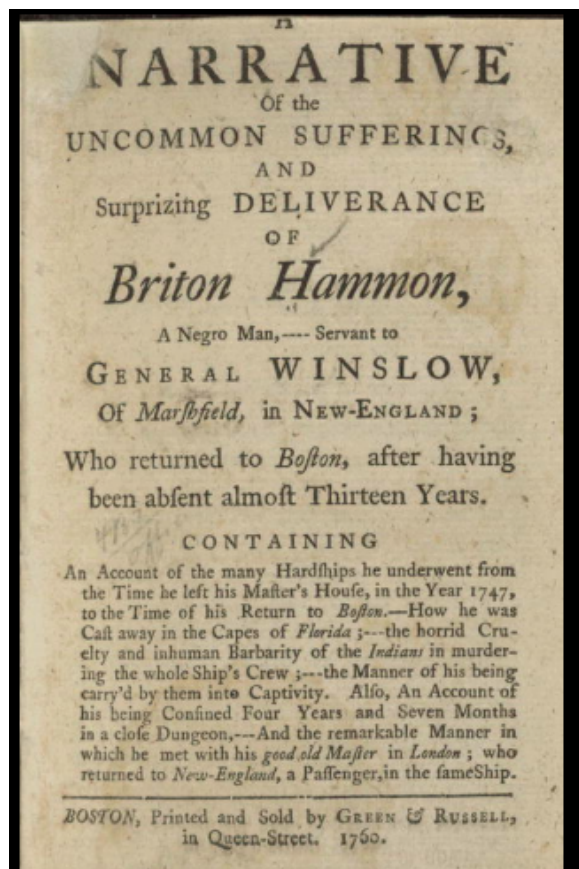 A
NARRATIVE
Of the
UNCOMMON SUFFERINGS,
AND
Surprizing DELIVERANCE
OF
Briton Hammon,
A Negro Man,---- Servant to
GENERAL WINSLOW,
Of Marſhfield, in NEW-ENGLAND ;
Who returned to Boſton, after having
been abſent almoſt Thirteen Years.
CONTAINING
An Account of the many Hardſhips he underwent from
the Time he left his Maſter's Houſe, in the Year 1747,
to the Time of his Return to Boſton.—How he was
Caſt away in the Capes of Florida ;---the horrid Cru-
elty and inhuman Barbarity of the Indians in murder-
ing the whole Ship's Crew ;---the Manner of his being
carry'd by them into Captivity. Alſo, An Account of
his being Confined Four Years and Seven Months
in a cloſe Dungeon,---And the remarkable Manner in
which he met with his good old Maſter in London ; who
returned to New-England, a Paſſenger, in the ſameShip.
BOSTON, Printed and Sold by GREEN & RUSSELL,
in Queen-Street. 1760.